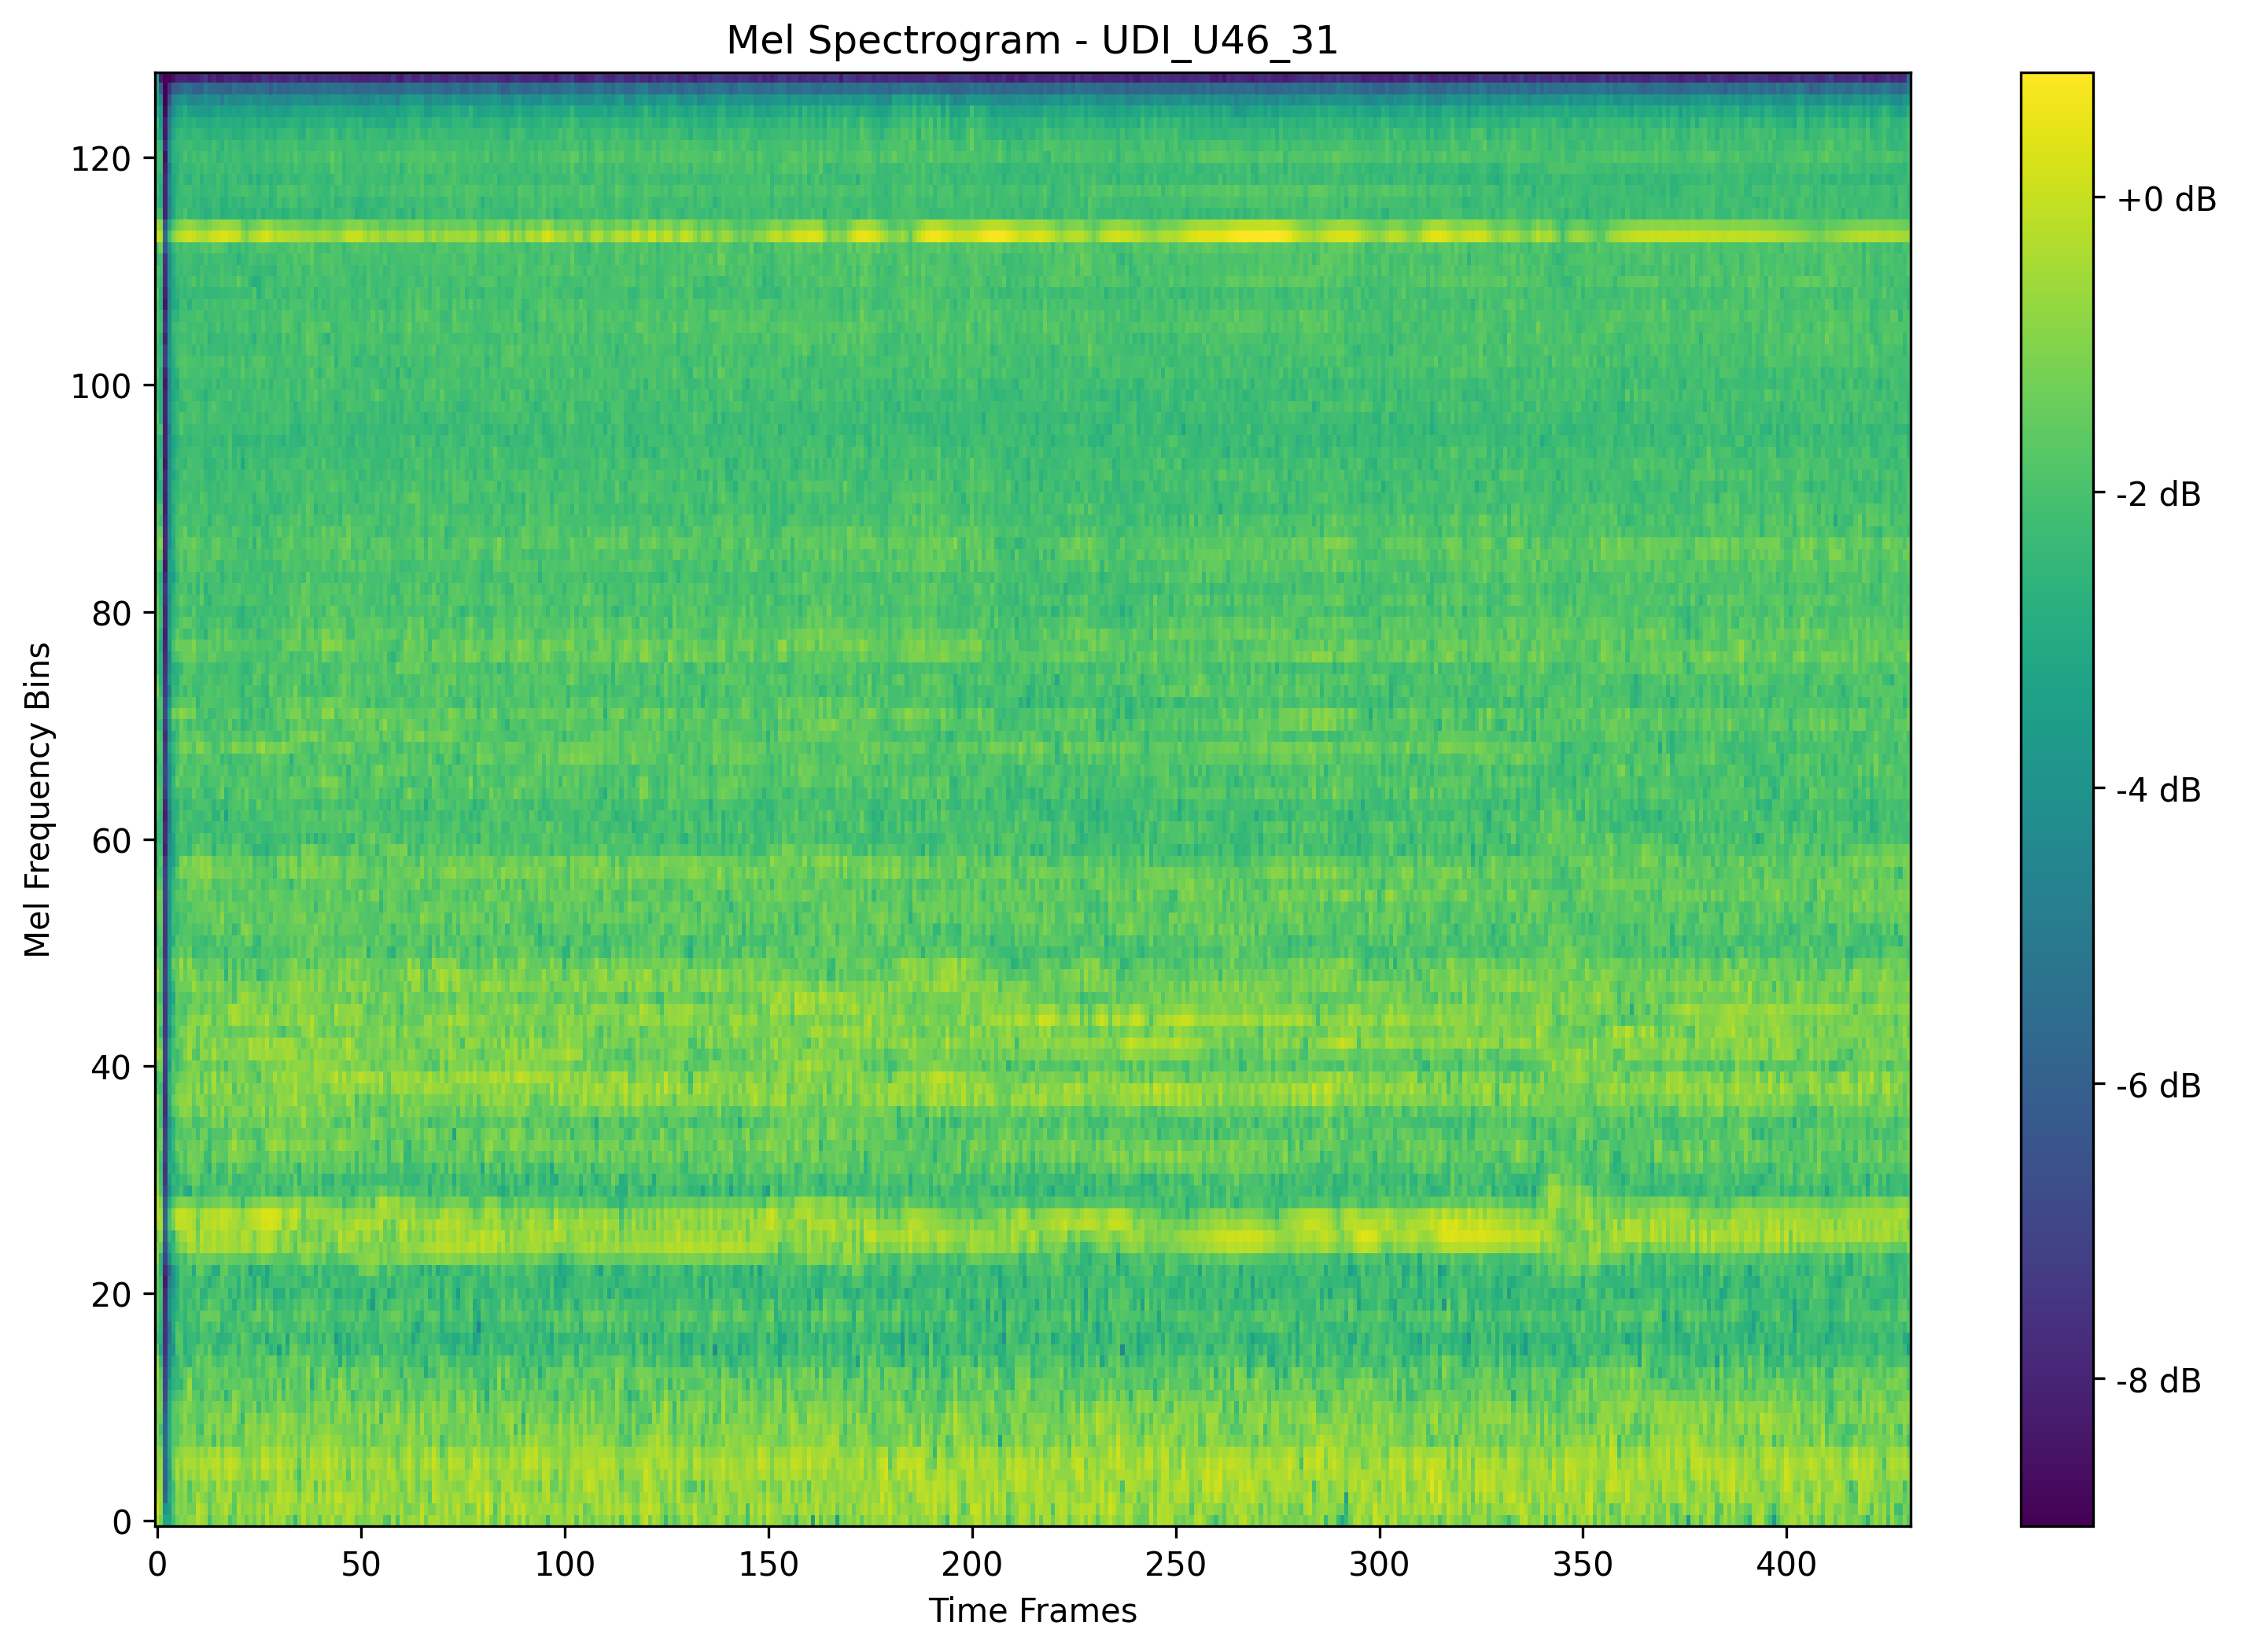 Mel Spectrogram - UDI_U46_31
Mel Frequency Bins
120
100
80
60
40
20
0
0 50 100 150 200 250 300 350 400
Time Frames
+0 dB
-2 dB
-4 dB
-6 dB
-8 dB